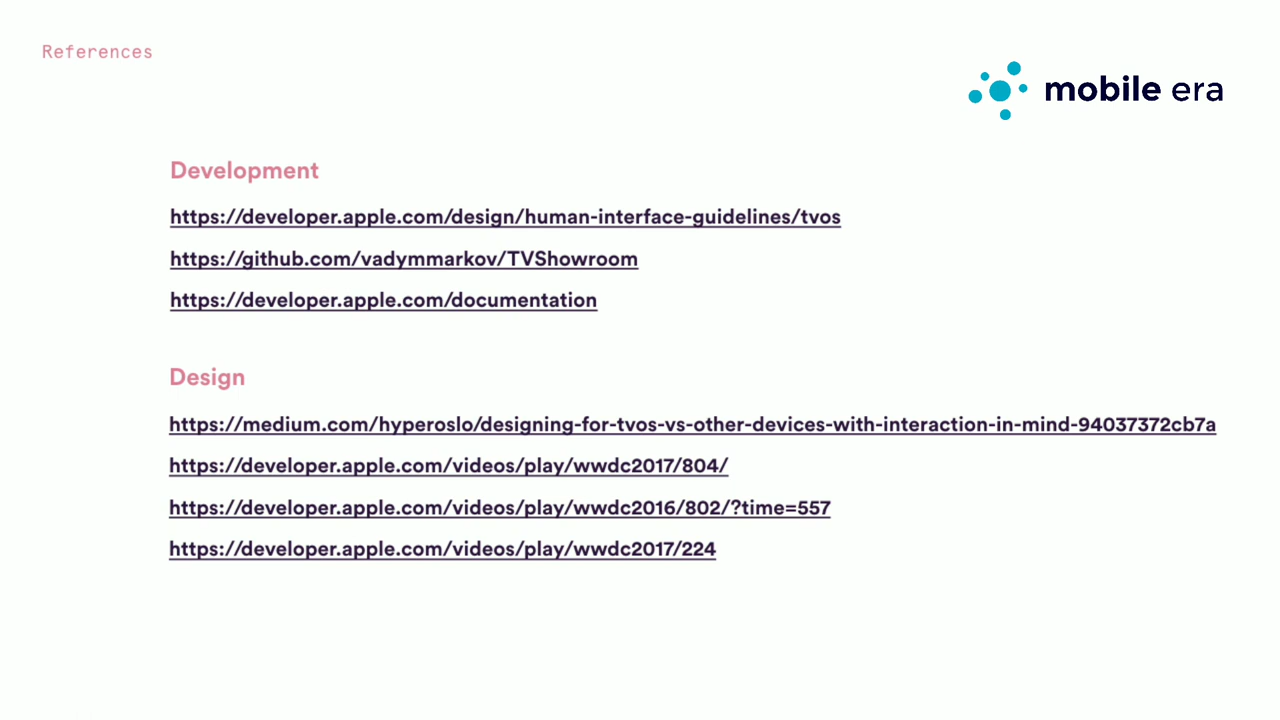 References
mobile era
Development
https://developer.apple.com/design/human-interface-guidelines/tvos
https://github.com/vadymmarkov/TVShowroom
https://developer.apple.com/documentation
Design
https://medium.com/hyperoslo/designing-for-tvos-vs-other-devices-with-interaction-in-mind-94037372cb7a
https://developer.apple.com/videos/play/wwdc2017/804/
https://developer.apple.com/videos/play/wwdc2016/802/?time=557
https://developer.apple.com/videos/play/wwdc2017/224